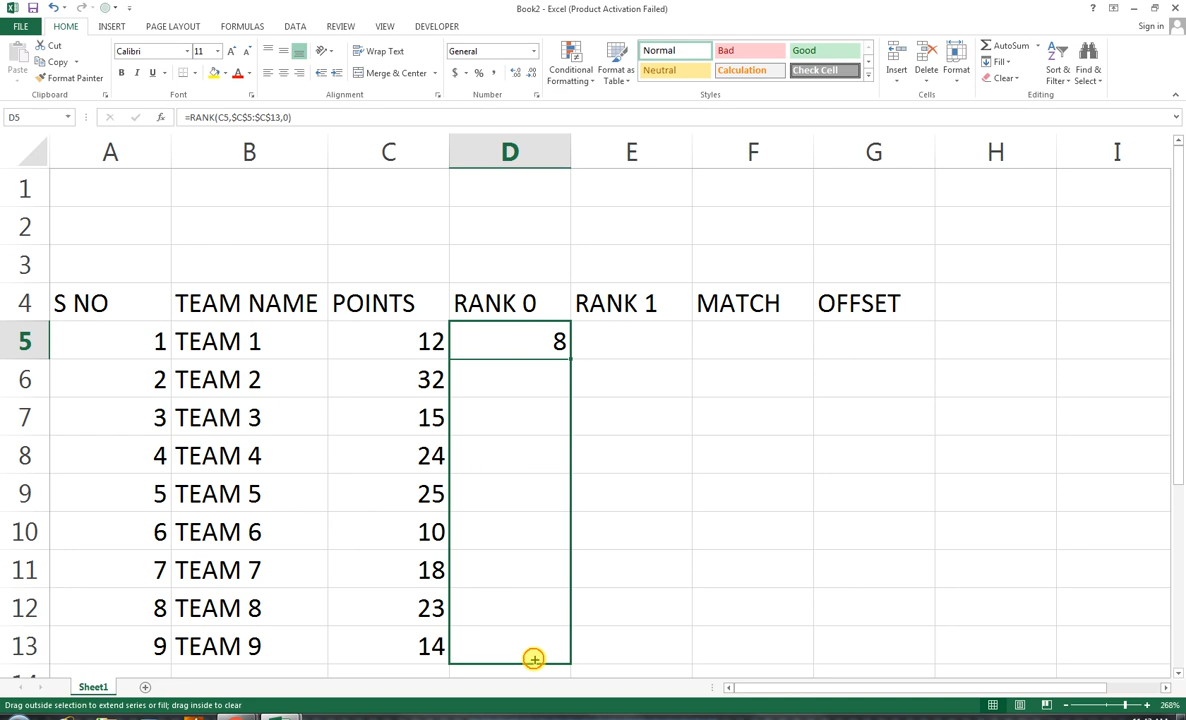 Book2 - Excel (Product Activation Failed)
FILE HOME INSERT PAGE LAYOUT FORMULAS DATA REVIEW VIEW DEVELOPER Sign in
Paste Cut Copy Format Painter Clipboard
Calibri 11 B I U A Font
Wrap Text Merge & Center Alignment
General $ % , Number
Conditional Formatting Format as Table Normal Bad Good Neutral Calculation Check Cell Styles
Insert Delete Format Cells
AutoSum Fill Clear Sort & Filter Find & Select Editing
D5 fx =RANK(C5,$C$5:$C$13,0)
A B C D E F G H I
1
2
3
4 S NO TEAM NAME POINTS RANK 0 RANK 1 MATCH OFFSET
5 1 TEAM 1 12 8
6 2 TEAM 2 32
7 3 TEAM 3 15
8 4 TEAM 4 24
9 5 TEAM 5 25
10 6 TEAM 6 10
11 7 TEAM 7 18
12 8 TEAM 8 23
13 9 TEAM 9 14
Sheet1
Drag outside selection to extend series or fill; drag inside to clear 268%